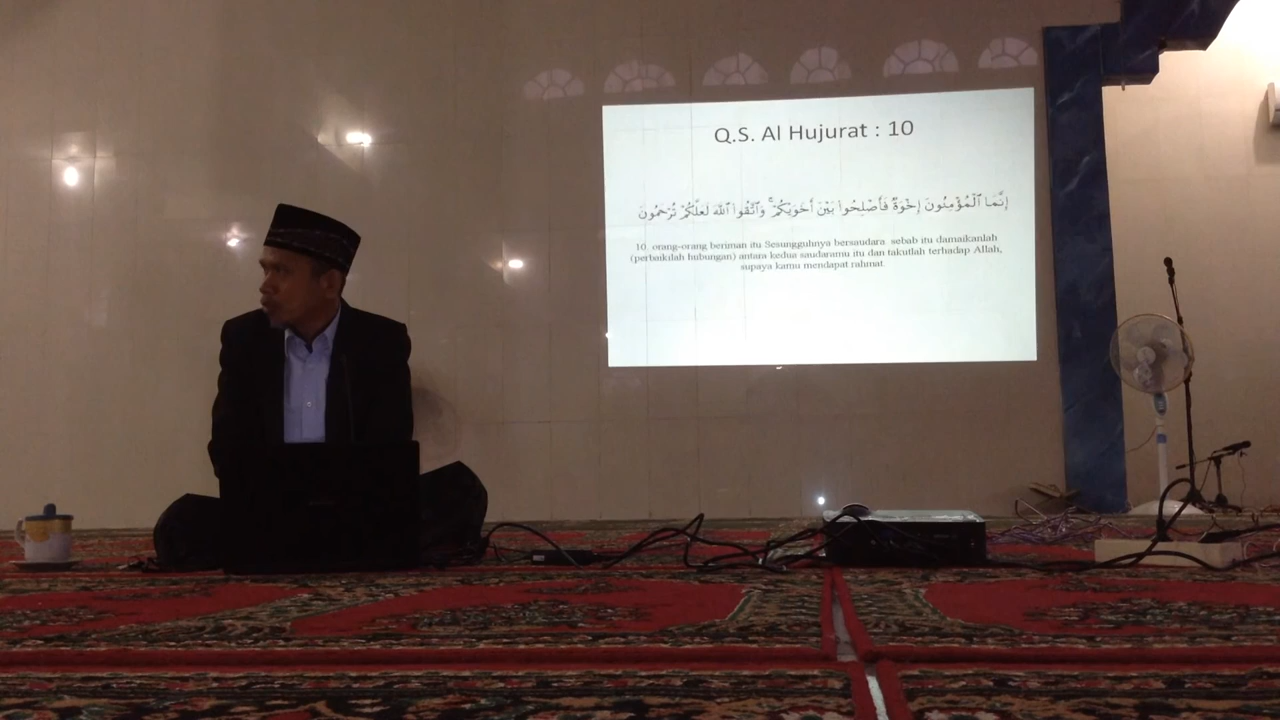 Q.S. Al Hujurat : 10
إِنَّمَا ٱلْمُؤْمِنُونَ إِخْوَةٌ فَأَصْلِحُوا۟ بَيْنَ أَخَوَيْكُمْ ۚ وَٱتَّقُوا۟ ٱللَّهَ لَعَلَّكُمْ تُرْحَمُونَ
10. orang-orang beriman itu Sesungguhnya bersaudara. sebab itu damaikanlah
(perbaikilah hubungan) antara kedua saudaramu itu dan takutlah terhadap Allah,
supaya kamu mendapat rahmat.